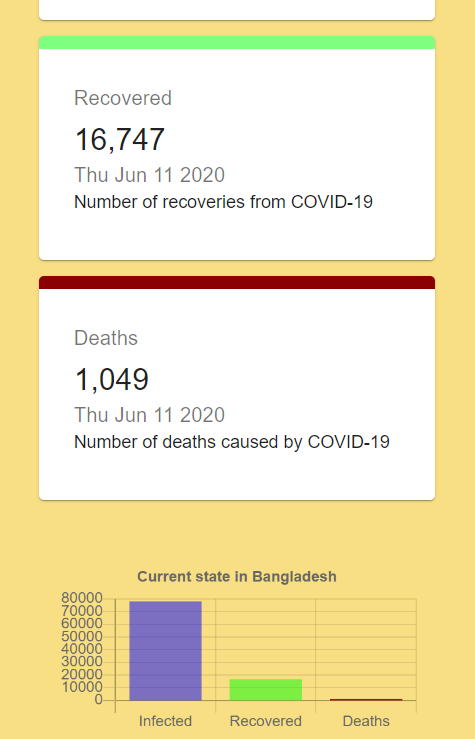 Recovered
16,747
Thu Jun 11 2020
Number of recoveries from COVID-19
Deaths
1,049
Thu Jun 11 2020
Number of deaths caused by COVID-19
Current state in Bangladesh
80000
70000
60000
50000
40000
30000
20000
10000
0
Infected Recovered Deaths